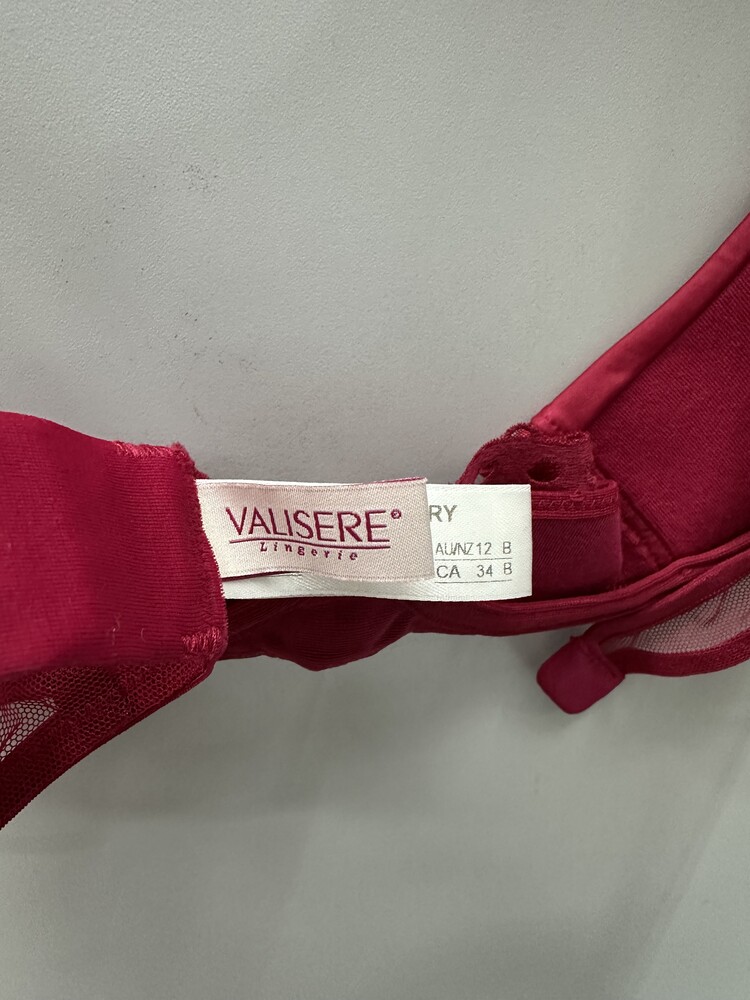 VALISERE®
Lingerie
RY
AU/NZ 12 B
CA 34 B